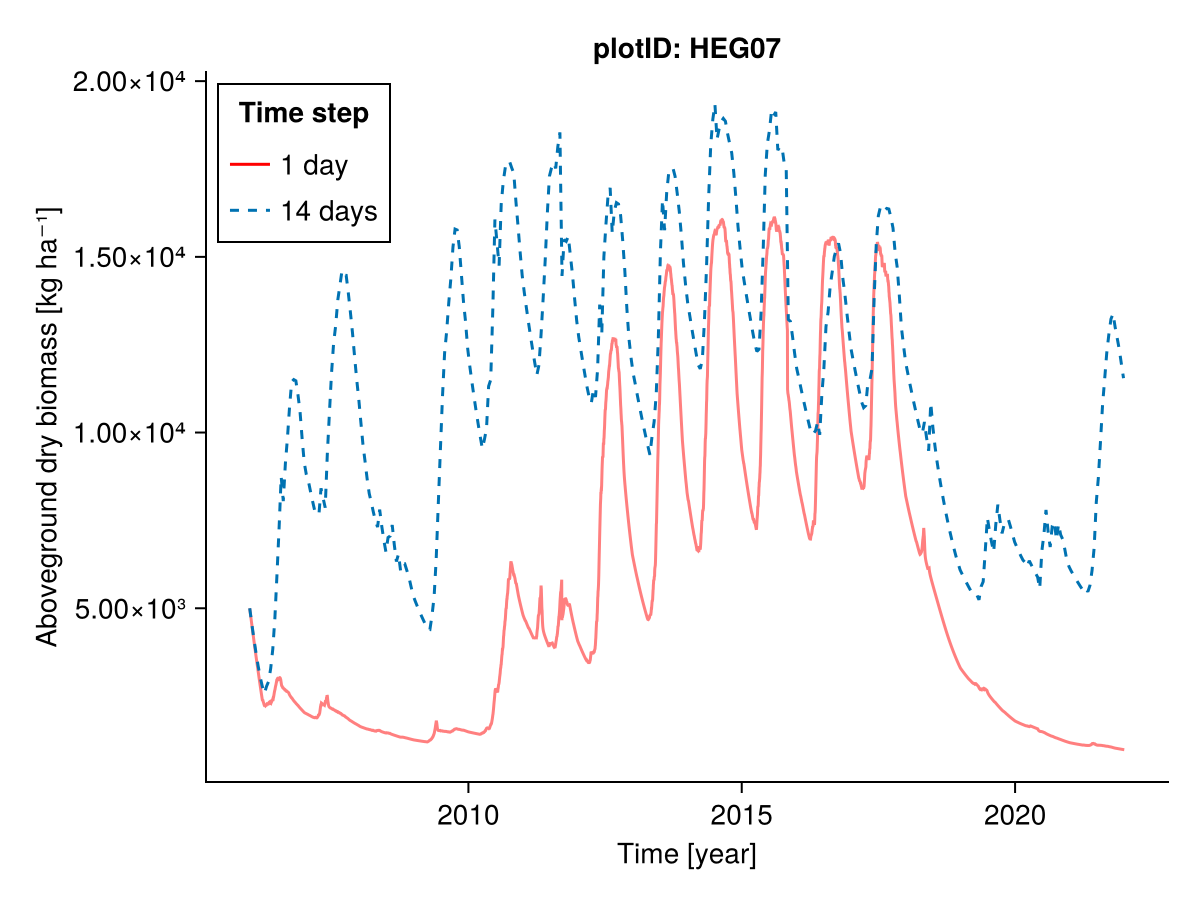 plotID: HEG07
2.00×10⁴
1.50×10⁴
1.00×10⁴
5.00×10³
Aboveground dry biomass [kg ha⁻¹]
Time step
1 day
14 days
2010
2015
2020
Time [year]